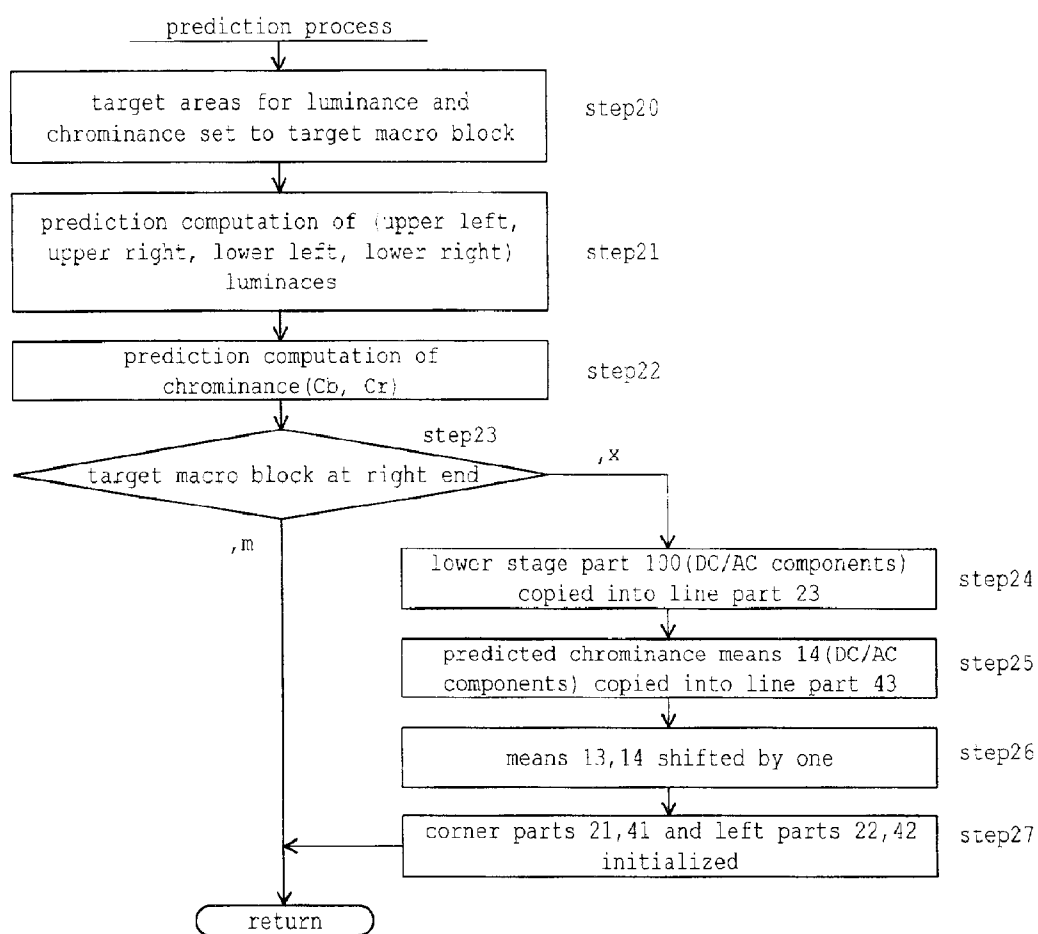 prediction process
target areas for luminance and
chrominance set to target macro block
step20
prediction computation of (upper left,
upper right, lower left, lower right)
luminaces
step21
prediction computation of
chrominance(Cb, Cr)
step22
step23
target macro block at right end
,x
,m
lower stage part 100(DC/AC components)
copied into line part 23
step24
predicted chrominance means 14(DC/AC
components) copied into line part 43
step25
means 13,14 shifted by one
step26
corner parts 21,41 and left parts 22,42
initialized
step27
return